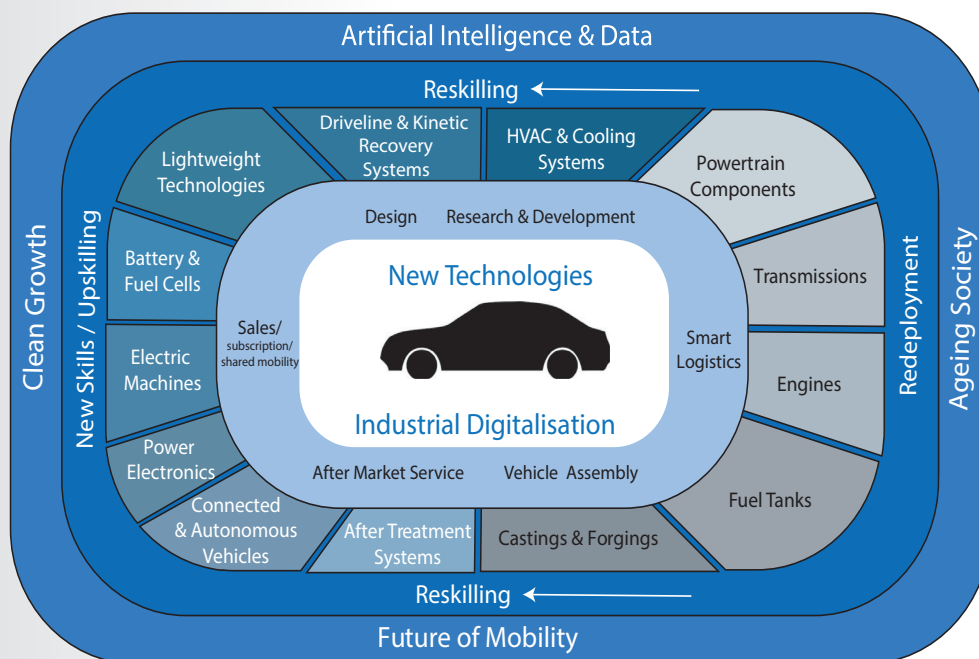 Artificial Intelligence & Data
Reskilling
Driveline & Kinetic
Recovery
Systems
HVAC & Cooling
Systems
Lightweight
Technologies
Powertrain
Components
Clean Growth
New Skills / Upskilling
Battery &
Fuel Cells
Electric
Machines
Power
Electronics
Connected
& Autonomous
Vehicles
Design
Research & Development
New Technologies
Sales/
subscription/
shared mobility
Smart
Logistics
Industrial Digitalisation
After Market Service
Vehicle Assembly
Transmissions
Engines
Fuel Tanks
Redeployment
Ageing Society
After Treatment
Systems
Castings & Forgings
Reskilling
Future of Mobility